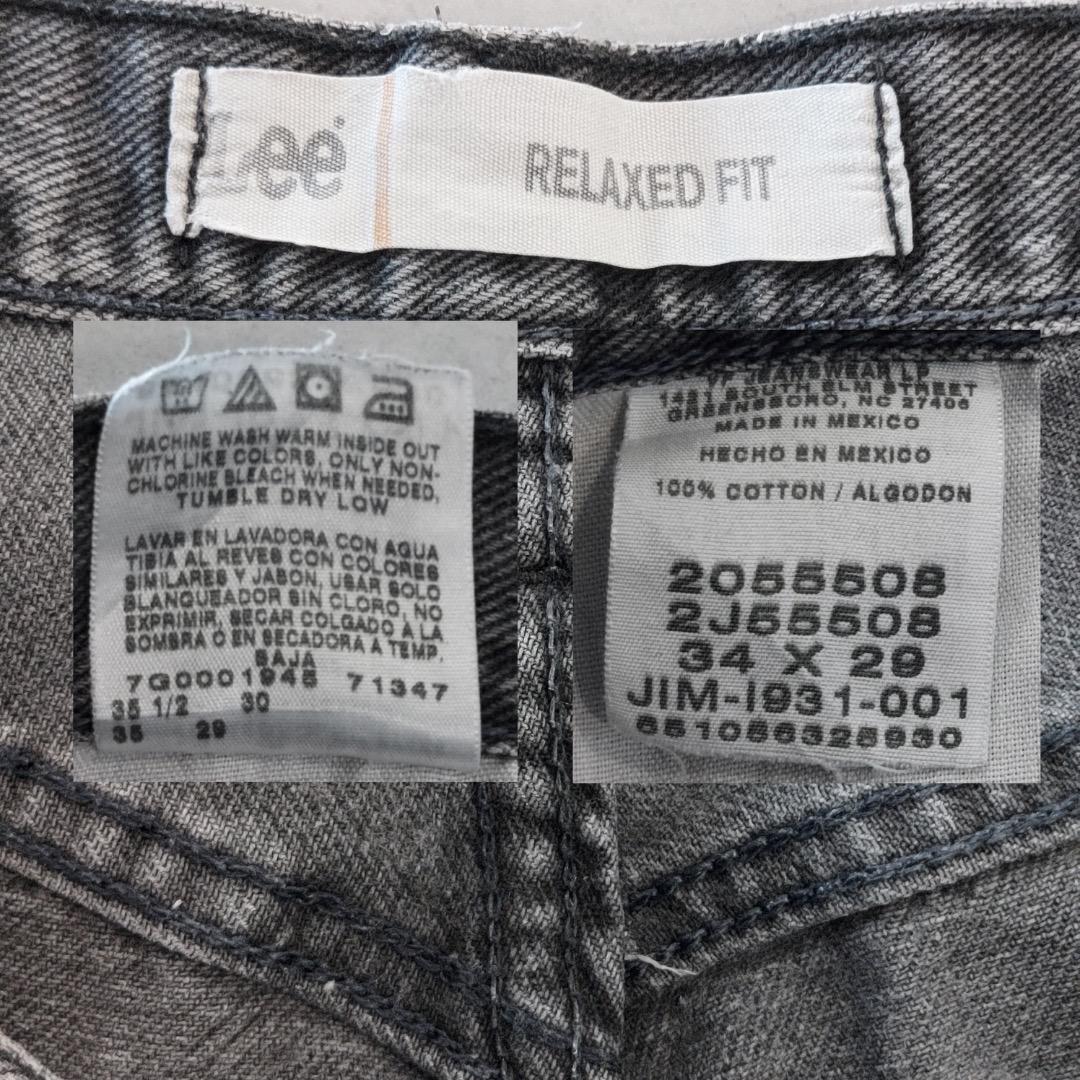 Lee
RELAXED FIT
MACHINE WASH WARM INSIDE OUT
WITH LIKE COLORS, ONLY NON-
CHLORINE BLEACH WHEN NEEDED,
TUMBLE DRY LOW
LAVAR EN LAVADORA CON AGUA
TIBIA AL REVES CON COLORES
SIMILARES Y JABON, USAR SOLO
BLANQUEADOR SIN CLORO, NO
EXPRIMIR, SECAR COLGADO A LA
SOMBRA O EN SECADORA A TEMP.
BAJA
7G0001945 71347
35 1/2 30
35 29
VF JEANSWEAR LP
1421 SOUTH ELM STREET
GREENSBORO, NC 27406
MADE IN MEXICO
HECHO EN MEXICO
100% COTTON / ALGODON
2055508
2J55508
34 X 29
JIM-I931-001
651056325930